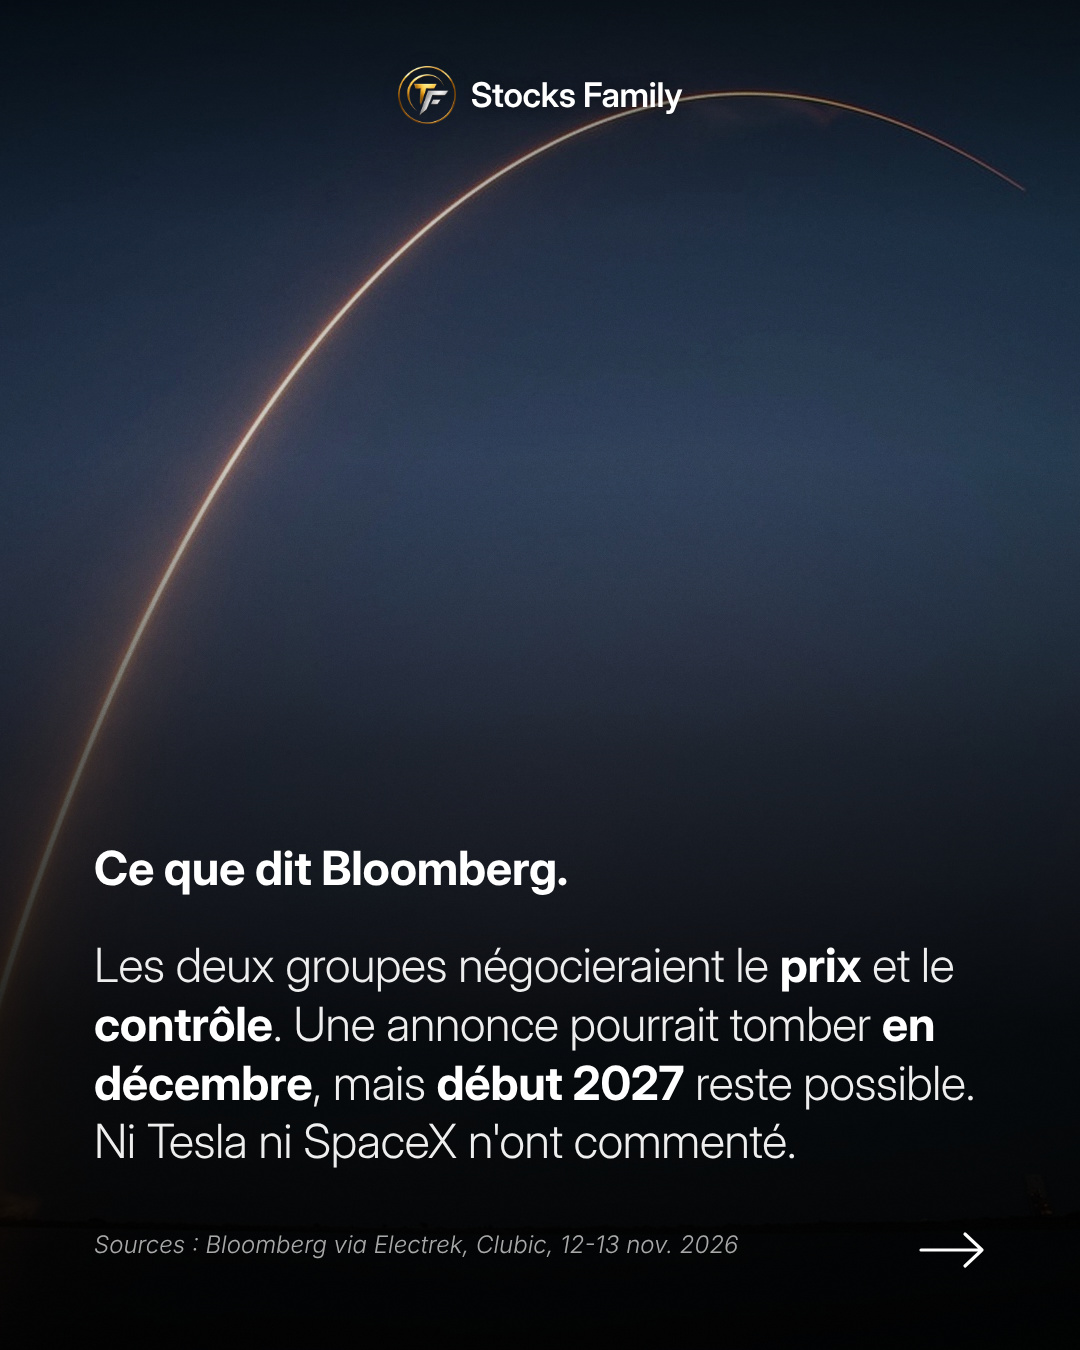 TF Stocks Family
Ce que dit Bloomberg.
Les deux groupes négocieraient le prix et le
contrôle. Une annonce pourrait tomber en
décembre, mais début 2027 reste possible.
Ni Tesla ni SpaceX n'ont commenté.
Sources : Bloomberg via Electrek, Clubic, 12-13 nov. 2026